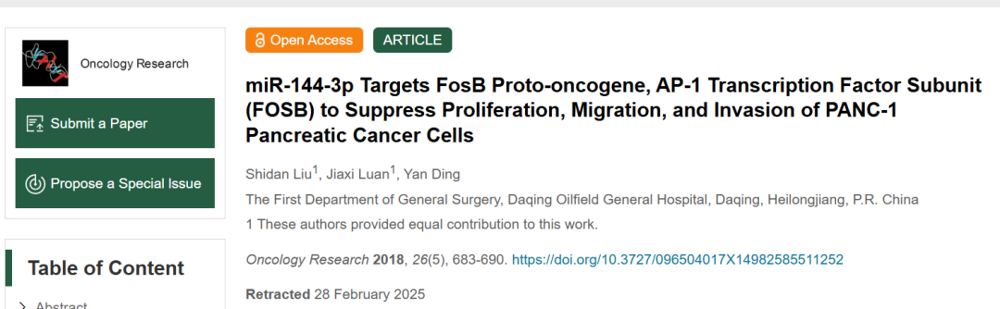 Open Access
ARTICLE
Oncology Research
Submit a Paper
Propose a Special Issue
miR-144-3p Targets FosB Proto-oncogene, AP-1 Transcription Factor Subunit
(FOSB) to Suppress Proliferation, Migration, and Invasion of PANC-1
Pancreatic Cancer Cells
Shidan Liu1, Jiaxi Luan1, Yan Ding
The First Department of General Surgery, Daqing Oilfield General Hospital, Daqing, Heilongjiang, P.R. China
1 These authors provided equal contribution to this work.
Oncology Research 2018, 26(5), 683-690. https://doi.org/10.3727/096504017X14982585511252
Retracted 28 February 2025
Table of Content
Abstract